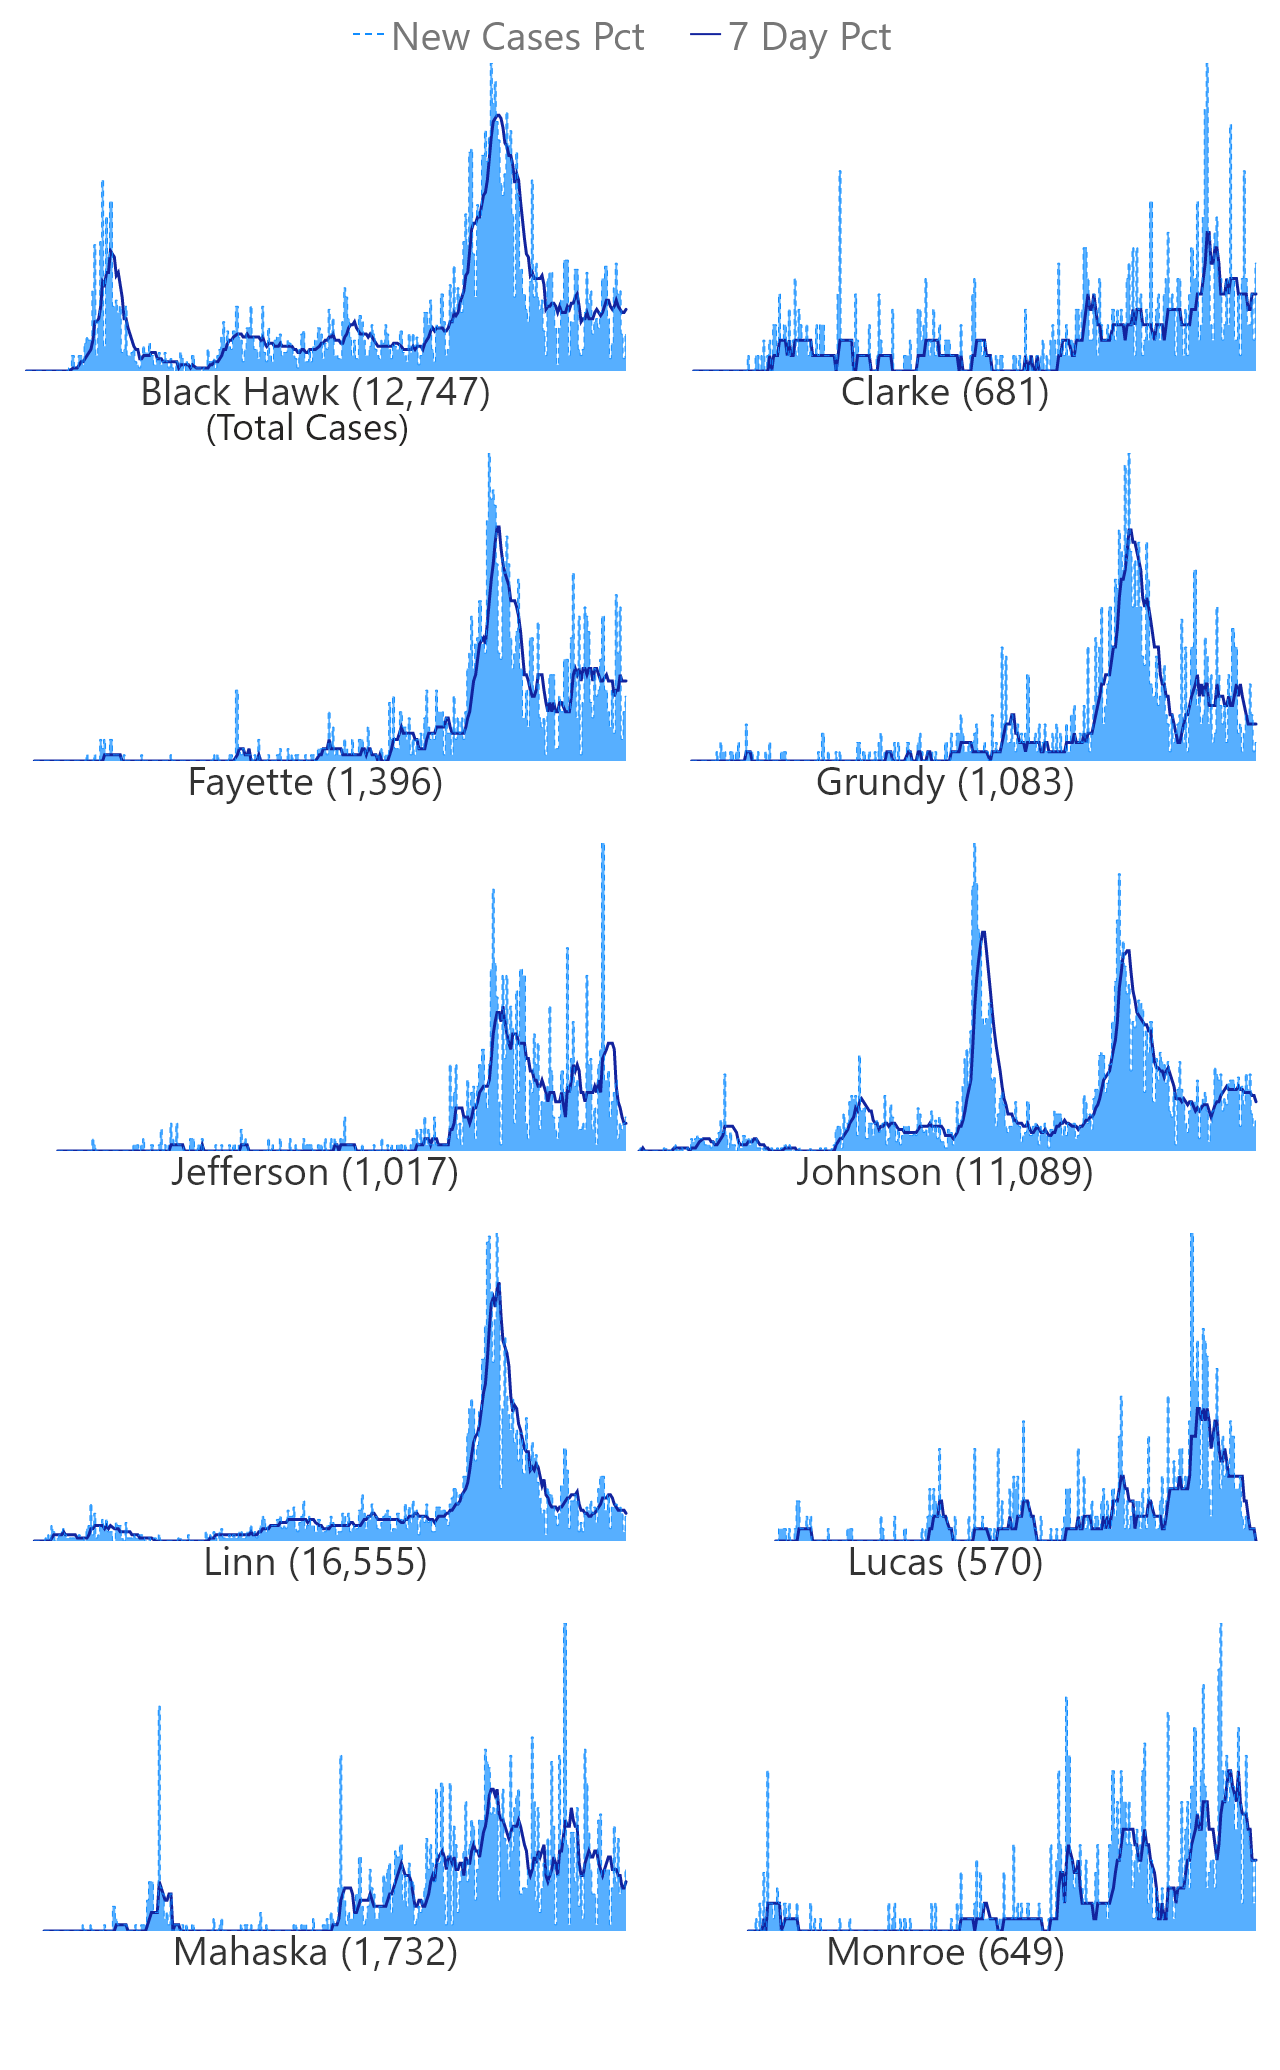 New Cases Pct 7 Day Pct
Black Hawk (12,747)
(Total Cases)
Clarke (681)
Fayette (1,396)
Grundy (1,083)
Jefferson (1,017)
Johnson (11,089)
Linn (16,555)
Lucas (570)
Mahaska (1,732)
Monroe (649)